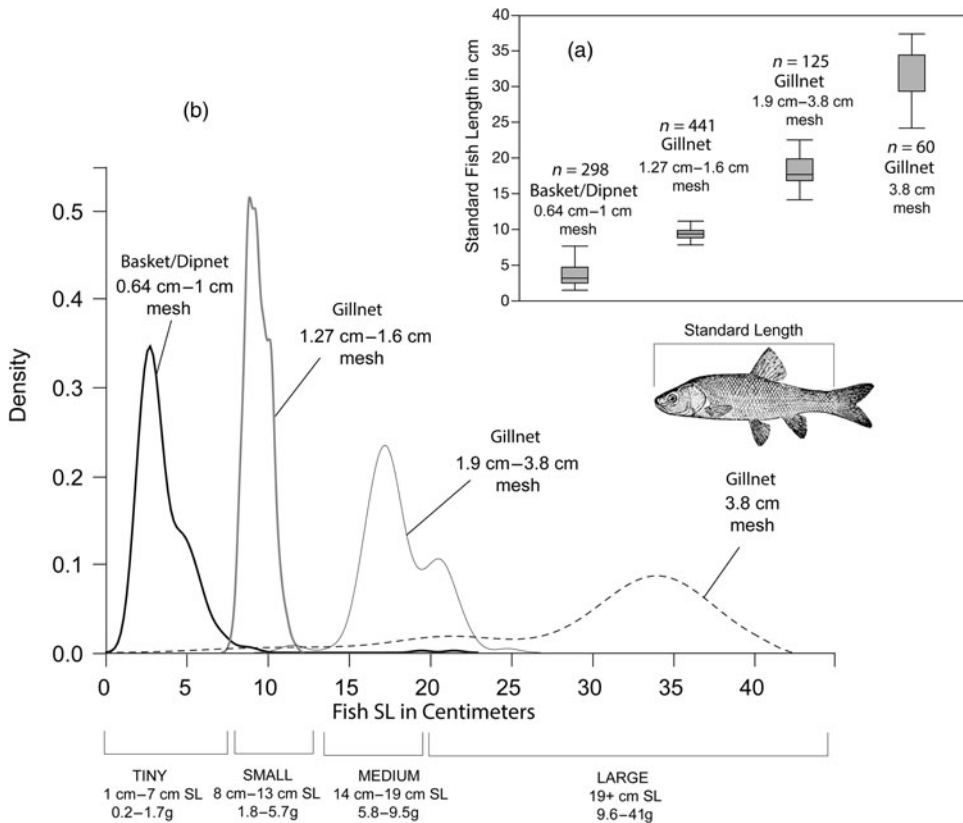 (a)
Standard Fish Length in cm
40
35
30
25
20
15
10
5
0
n = 298
Basket/Dipnet
0.64 cm–1 cm
mesh
n = 441
Gillnet
1.27 cm–1.6 cm
mesh
n = 125
Gillnet
1.9 cm–3.8 cm
mesh
n = 60
Gillnet
3.8 cm
mesh
(b)
Density
0.5
0.4
0.3
0.2
0.1
0.0
Basket/Dipnet
0.64 cm–1 cm
mesh
Gillnet
1.27 cm–1.6 cm
mesh
Gillnet
1.9 cm–3.8 cm
mesh
Standard Length
Gillnet
3.8 cm
mesh
0 5 10 15 20 25 30 35 40
Fish SL in Centimeters
TINY
1 cm–7 cm SL
0.2–1.7g
SMALL
8 cm–13 cm SL
1.8–5.7g
MEDIUM
14 cm–19 cm SL
5.8–9.5g
LARGE
19+ cm SL
9.6–41g